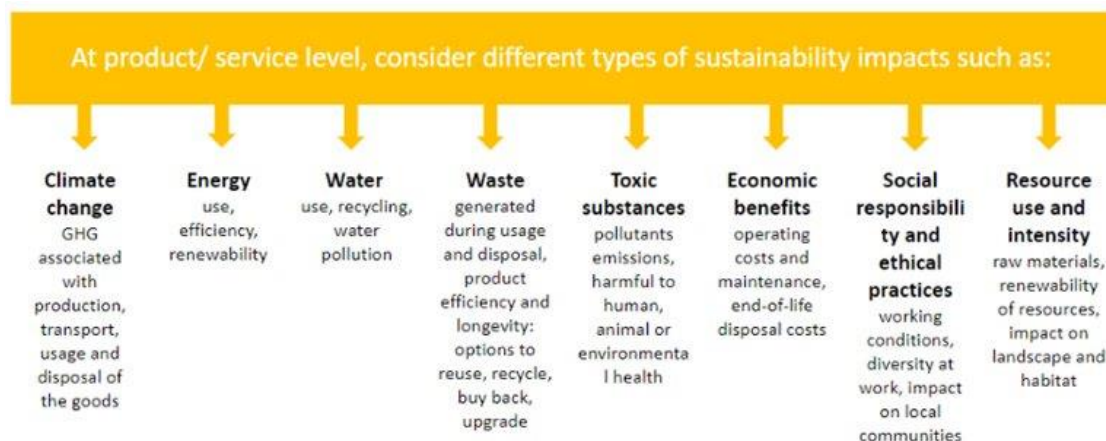 At product/ service level, consider different types of sustainability impacts such as:
Climate
change
GHG
associated
with
production,
transport,
usage and
disposal of
the goods
Energy
use,
efficiency,
renewability
Water
use, recycling,
water
pollution
Waste
generated
during usage
and disposal,
product
efficiency and
longevity:
options to
reuse, recycle,
buy back,
upgrade
Toxic
substances
pollutants
emissions,
harmful to
human,
animal or
environmenta
l health
Economic
benefits
operating
costs and
maintenance,
end-of-life
disposal costs
Social
responsibili
ty and
ethical
practices
working
conditions,
diversity at
work, impact
on local
communities
Resource
use and
intensity
raw materials,
renewability
of resources,
impact on
landscape and
habitat